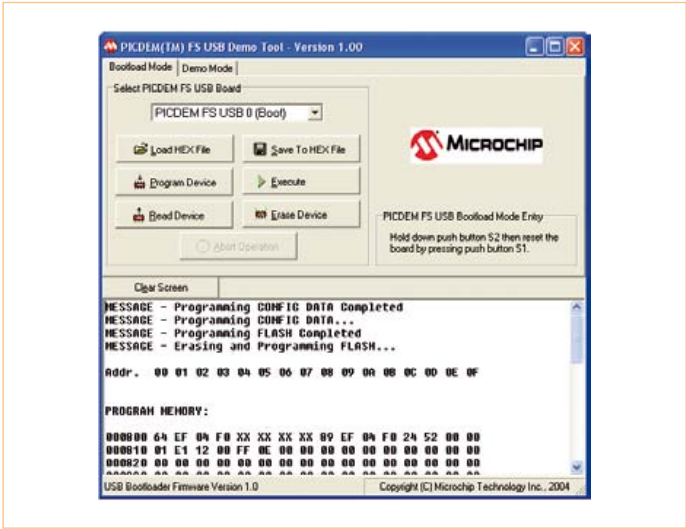 PICDEM(TM) FS USB Demo Tool - Version 1.00
Bootload Mode Demo Mode
Select PICDEM FS USB Board
PICDEM FS USB 0 (Boot)
Load HEX File Save To HEX File
Program Device Execute
Read Device Erase Device
Abort Operation
MICROCHIP
PICDEM FS USB Bootload Mode Entry
Hold down push button S2 then reset the
board by pressing push button S1.
Clear Screen
MESSAGE - Programming CONFIG DATA Completed
MESSAGE - Programming CONFIG DATA...
MESSAGE - Programming FLASH Completed
MESSAGE - Erasing and Programming FLASH...
Addr. 00 01 02 03 04 05 06 07 08 09 0A 0B 0C 0D 0E 0F
PROGRAM MEMORY:
000800 64 EF 04 F0 XX XX XX XX 89 EF 04 F0 24 52 00 00
000810 01 E1 12 00 FF 0E 00 00 00 00 00 00 00 00 00 00
000820 00 00 00 00 00 00 00 00 00 00 00 00 00 00 00 00
USB Bootloader Firmware Version 1.0 Copyright (C) Microchip Technology Inc., 2004